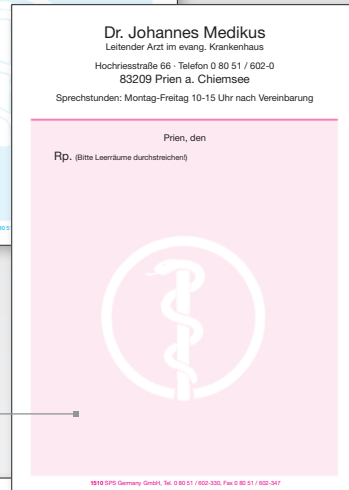 Dr. Johannes Medikus
Leitender Arzt im evang. Krankenhaus
Hochriesstraße 66 · Telefon 0 80 51 / 602-0
83209 Prien a. Chiemsee
Sprechstunden: Montag-Freitag 10-15 Uhr nach Vereinbarung
Prien, den
Rp. (Bitte Leerräume durchstreichen!)
1510 SPS Germany GmbH, Tel. 0 80 51 / 602-330, Fax 0 80 51 / 602-347